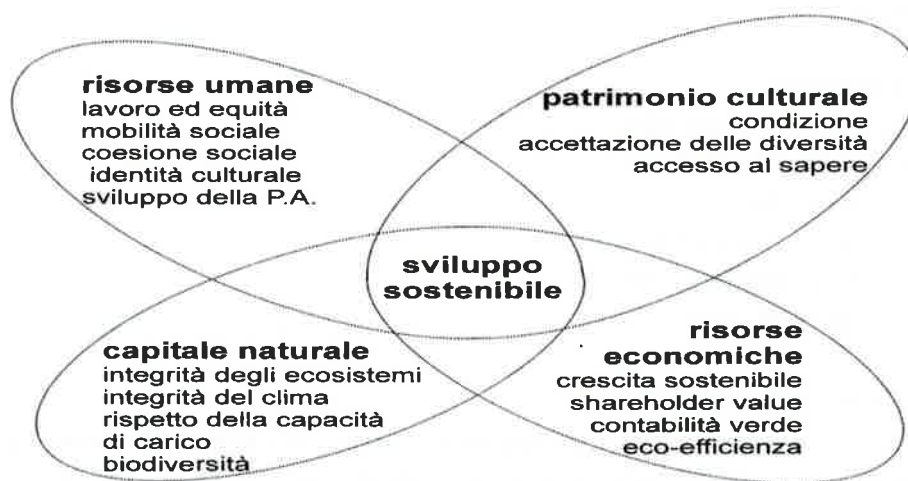 risorse umane
lavoro ed equità
mobilità sociale
coesione sociale
identità culturale
sviluppo della P.A.
patrimonio culturale
condizione
accettazione delle diversità
accesso al sapere
sviluppo
sostenibile
capitale naturale
integrità degli ecosistemi
integrità del clima
rispetto della capacità
di carico
biodiversità
risorse
economiche
crescita sostenibile
shareholder value
contabilità verde
eco-efficienza